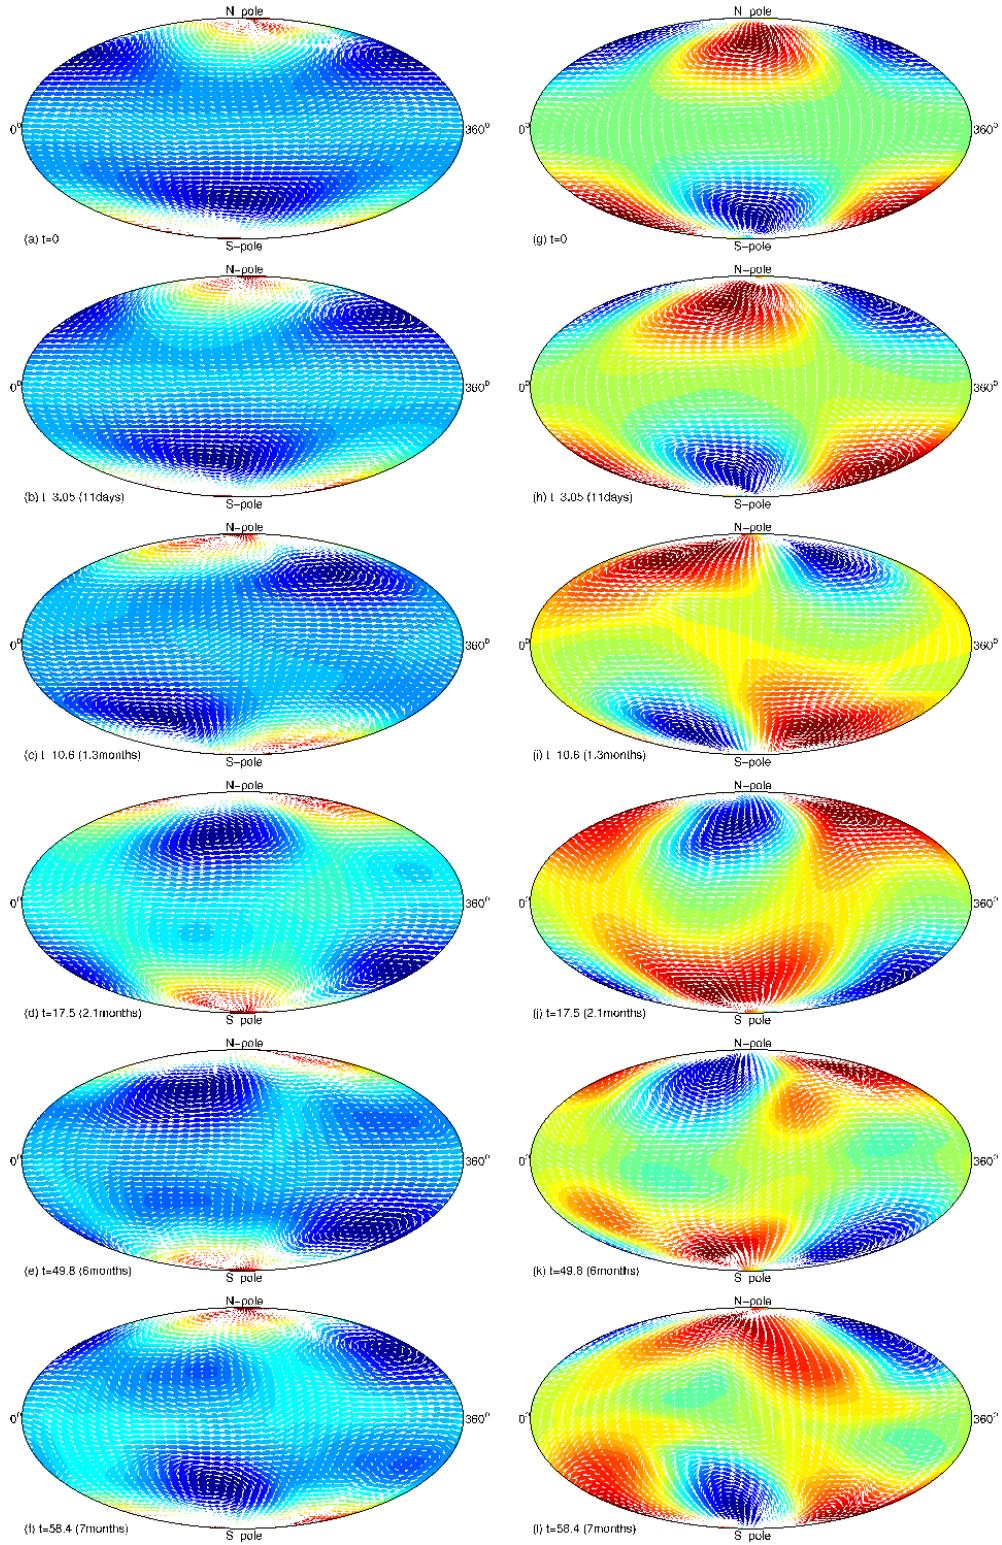 N pole
N pole
0°
360°
0°
360°
(a) t=0
(g) t=0
S-pole
S-pole
N-pole
N-pole
0°
360°
0°
360°
(b) t 3.05 (11days)
(h) t 3.05 (11days)
S-pole
S-pole
N-pole
N-pole
0°
360°
0°
360°
(c) t 10.6 (1.3months)
(i) t 10.6 (1.3months)
S-pole
S-pole
N-pole
N-pole
0°
360°
0°
360°
(d) t=17.5 (2.1months)
(j) t=17.5 (2.1months)
S pole
S pole
N-pole
N-pole
0°
360°
0°
360°
(e) t=49.8 (6months)
(k) t=49.8 (6months)
S pole
S pole
N-pole
N-pole
0°
360°
0°
360°
(f) t=58.4 (7months)
(l) t=58.4 (7months)
S-pole
S pole